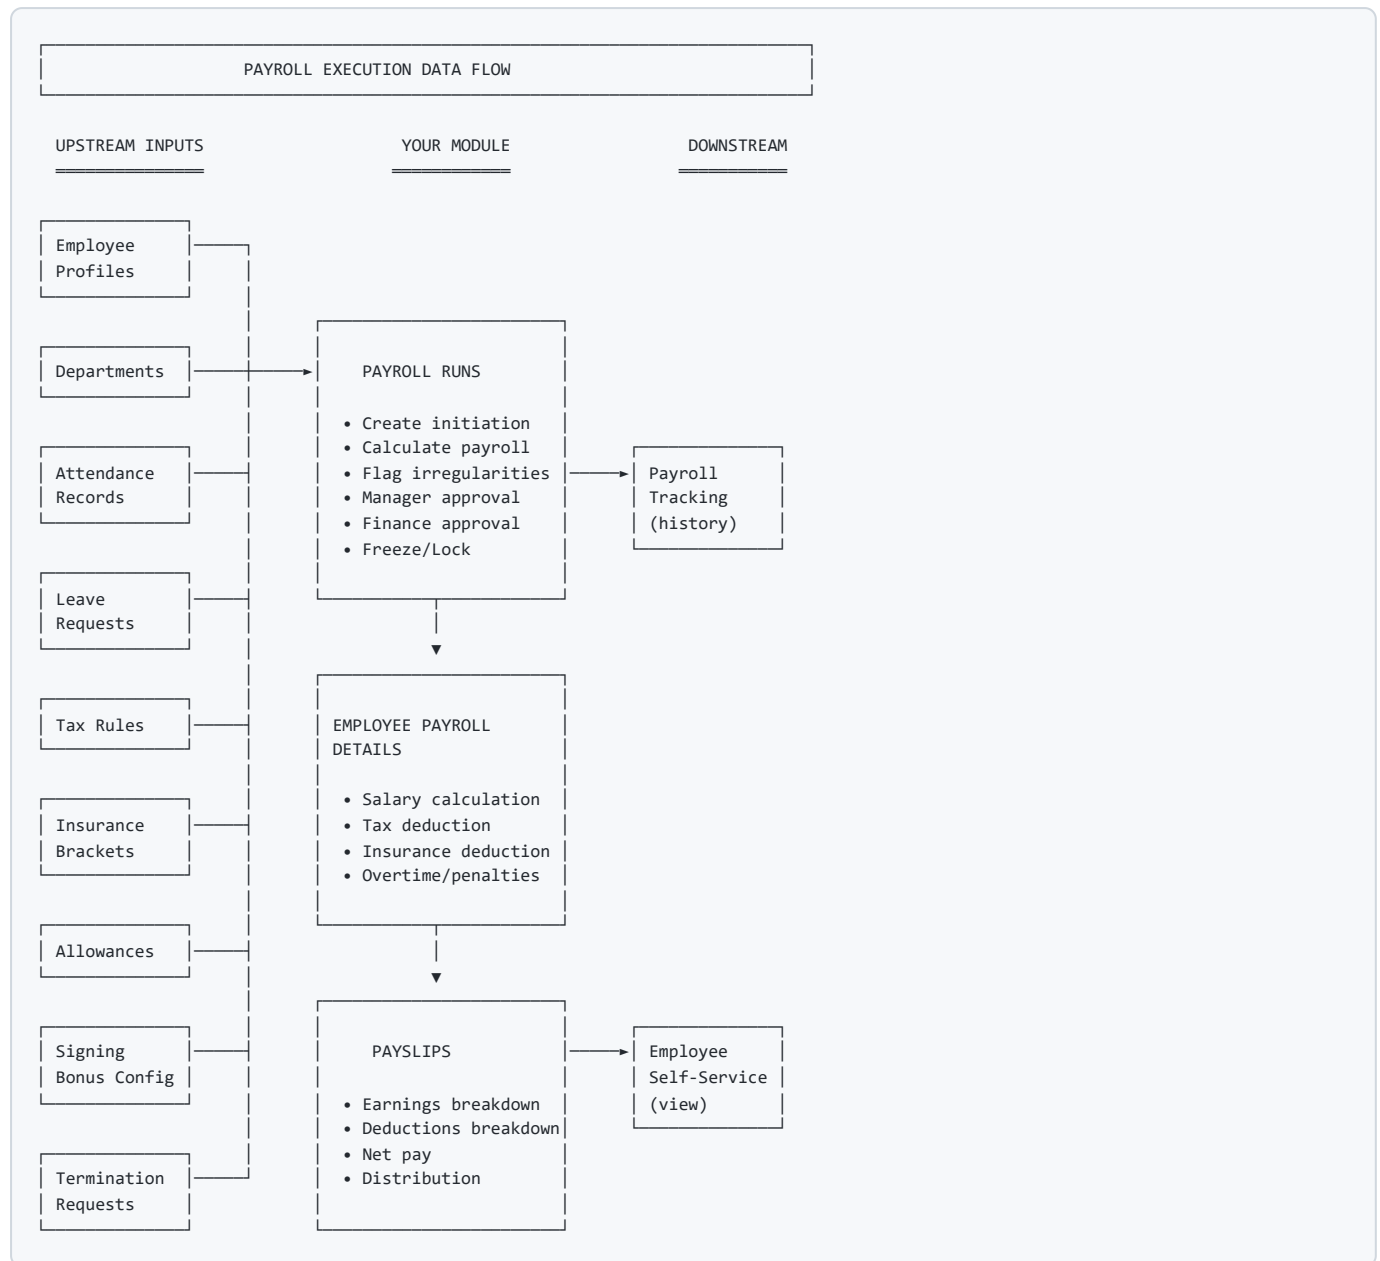 PAYROLL EXECUTION DATA FLOW
UPSTREAM INPUTS
YOUR MODULE
DOWNSTREAM
Employee
Profiles
Departments
Attendance
Records
Leave
Requests
Tax Rules
Insurance
Brackets
Allowances
Signing
Bonus Config
Termination
Requests
PAYROLL RUNS
• Create initiation
• Calculate payroll
• Flag irregularities
• Manager approval
• Finance approval
• Freeze/Lock
EMPLOYEE PAYROLL
DETAILS
• Salary calculation
• Tax deduction
• Insurance deduction
• Overtime/penalties
PAYSLIPS
• Earnings breakdown
• Deductions breakdown
• Net pay
• Distribution
Payroll
Tracking
(history)
Employee
Self-Service
(view)